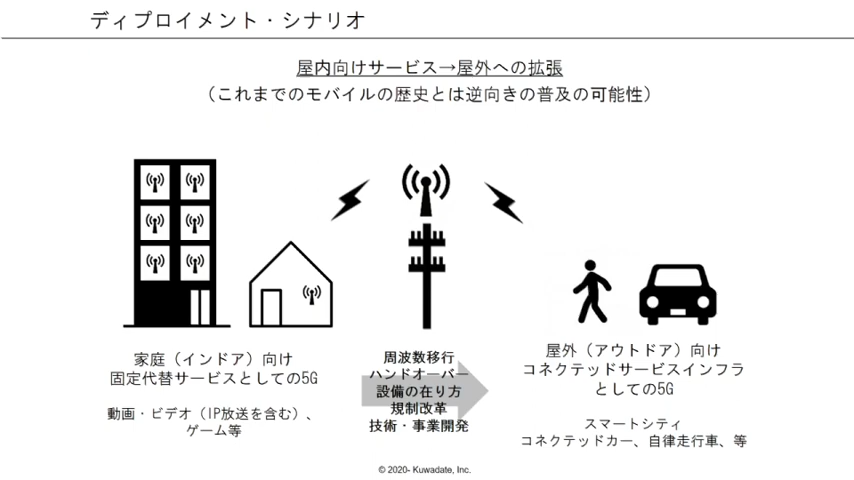 ディプロイメント・シナリオ
屋内向けサービス→屋外への拡張
（これまでのモバイルの歴史とは逆向きの普及の可能性）
家庭（インドア）向け
固定代替サービスとしての5G
動画・ビデオ（IP放送を含む）、
ゲーム等
周波数移行
ハンドオーバー
設備の在り方
規制改革
技術・事業開発
屋外（アウトドア）向け
コネクテッドサービスインフラ
としての5G
スマートシティ
コネクテッドカー、自律走行車、等
© 2020- Kuwadate, Inc.